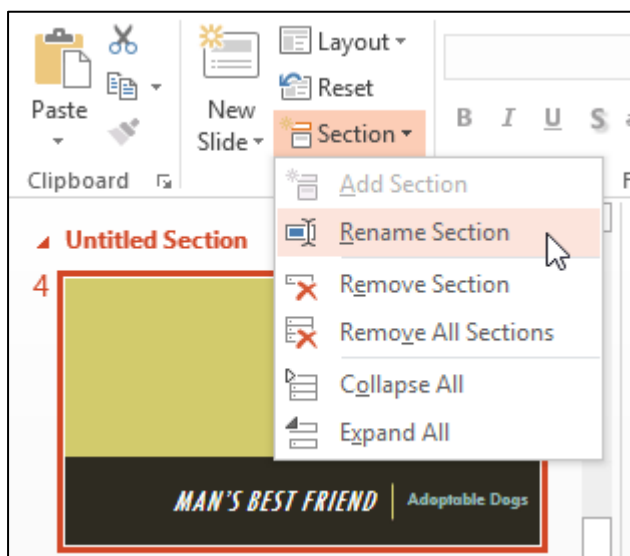 Paste
New
Slide
Layout
Reset
Section
B I U S
Clipboard
Add Section
Rename Section
Remove Section
Remove All Sections
Collapse All
Expand All
Untitled Section
4
MAN'S BEST FRIEND
Adoptable Dogs